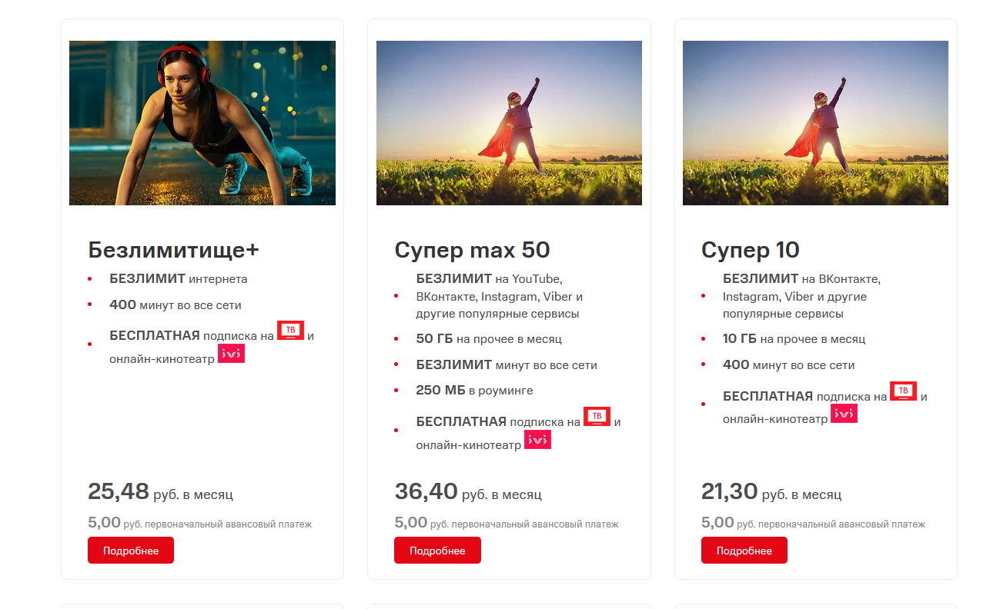 Безлимитище+
БЕЗЛИМИТ интернета
400 минут во все сети
БЕСПЛАТНАЯ подписка на ТВ и
онлайн-кинотеатр ivi
25,48 руб. в месяц
5,00 руб. первоначальный авансовый платеж
Подробнее
Супер max 50
БЕЗЛИМИТ на YouTube,
ВКонтакте, Instagram, Viber и
другие популярные сервисы
50 ГБ на прочее в месяц
БЕЗЛИМИТ минут во все сети
250 МБ в роуминге
БЕСПЛАТНАЯ подписка на ТВ и
онлайн-кинотеатр ivi
36,40 руб. в месяц
5,00 руб. первоначальный авансовый платеж
Подробнее
Супер 10
БЕЗЛИМИТ на ВКонтакте,
Instagram, Viber и другие
популярные сервисы
10 ГБ на прочее в месяц
400 минут во все сети
БЕСПЛАТНАЯ подписка на ТВ и
онлайн-кинотеатр ivi
21,30 руб. в месяц
5,00 руб. первоначальный авансовый платеж
Подробнее